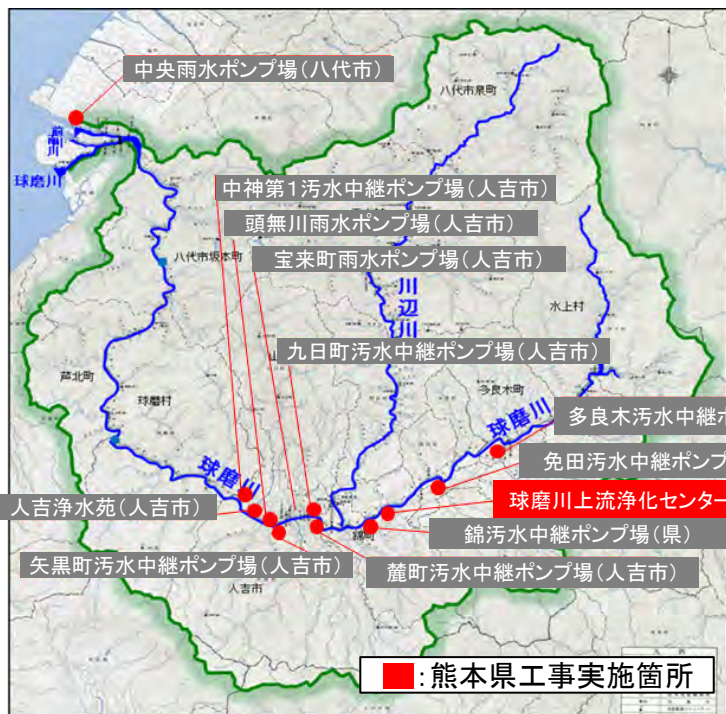 中央雨水ポンプ場(八代市)
八代市泉町
前川
球磨川
中神第1汚水中継ポンプ場(人吉市)
頭無川雨水ポンプ場(人吉市)
八代市坂本町
宝来町雨水ポンプ場(人吉市)
川辺川
水上村
九日町汚水中継ポンプ場(人吉市)
山
芦北町
球磨村
多良木町
多良木汚水中継ポ
球磨川
免田汚水中継ポンプ
球磨川
球磨川上流浄化センター
人吉浄水苑(人吉市)
錦町
錦汚水中継ポンプ場(県)
矢黒町汚水中継ポンプ場(人吉市)
麓町汚水中継ポンプ場(人吉市)
人吉市
:熊本県工事実施箇所